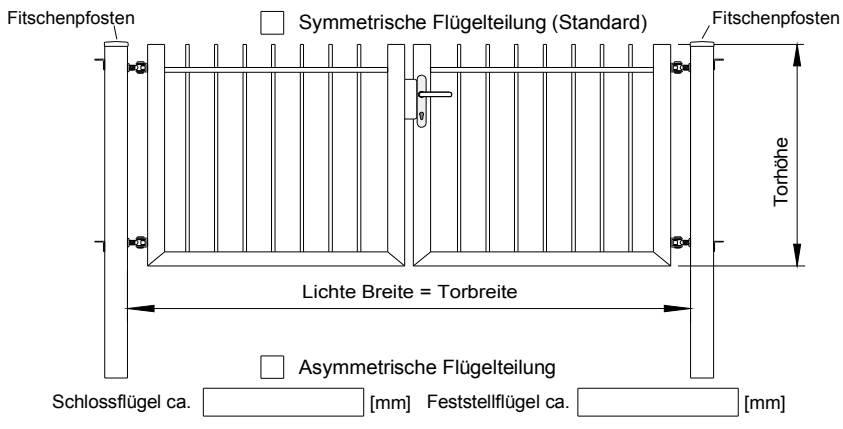 Fitschenpfosten
Symmetrische Flügelteilung (Standard)
Fitschenpfosten
Torhöhe
Lichte Breite = Torbreite
Asymmetrische Flügelteilung
Schlossflügel ca. [mm] Feststellflügel ca. [mm]